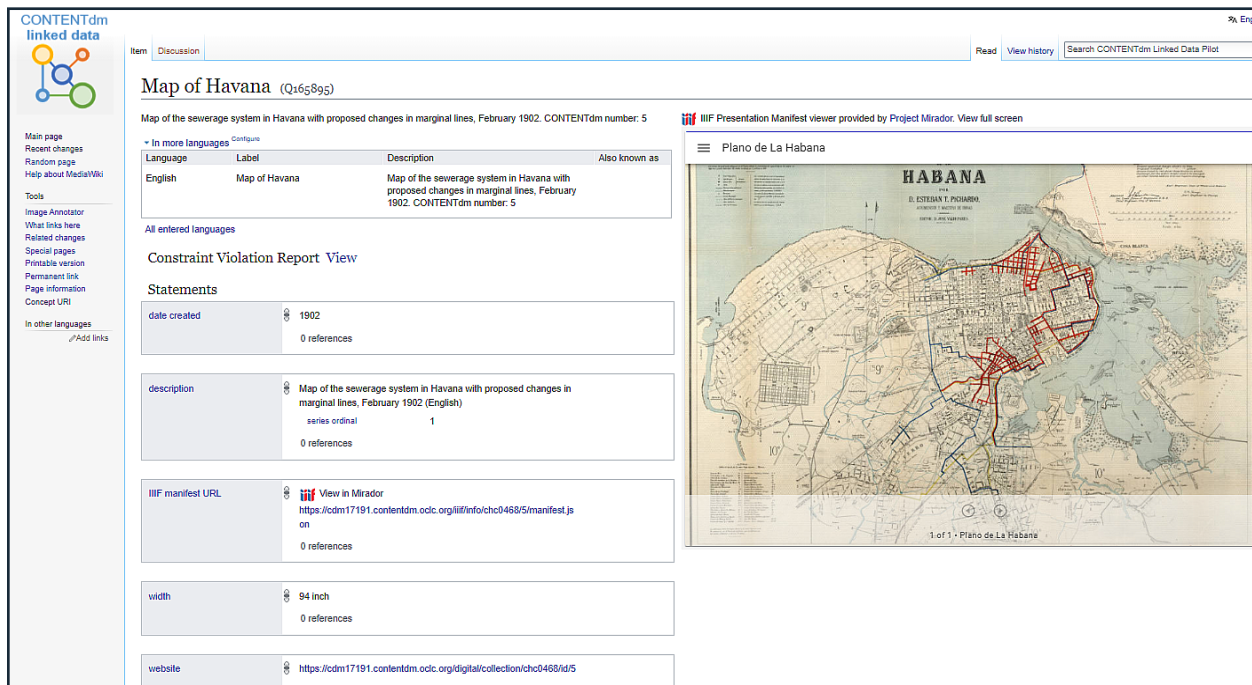 CONTENTdm
linked data
Main page
Recent changes
Random page
Help about MediaWiki
Tools
Image Annotator
What links here
Related changes
Special pages
Printable version
Permanent link
Page information
Concept URI
In other languages
Add links
Eng
Item Discussion
Read View history Search CONTENTdm Linked Data Pilot
Map of Havana (Q165895)
Map of the sewerage system in Havana with proposed changes in marginal lines, February 1902. CONTENTdm number: 5
In more languages Configure
Language Label Description Also known as
English Map of Havana Map of the sewerage system in Havana with
proposed changes in marginal lines, February
1902. CONTENTdm number: 5
All entered languages
Constraint Violation Report View
Statements
date created 1902
0 references
description Map of the sewerage system in Havana with proposed changes in
marginal lines, February 1902 (English)
series ordinal 1
0 references
IIIF manifest URL iiif View in Mirador
https://cdm17191.contentdm.oclc.org/iiif/info/chc0468/5/manifest.js
on
0 references
width 94 inch
0 references
website https://cdm17191.contentdm.oclc.org/digital/collection/chc0468/id/5
iiif IIIF Presentation Manifest viewer provided by Project Mirador. View full screen
Plano de La Habana
HABANA
POR
D. ESTEBAN T. PICHARDO,
CASA BLANCA
9ª
10ª
10ª
1 of 1 • Plano de La Habana